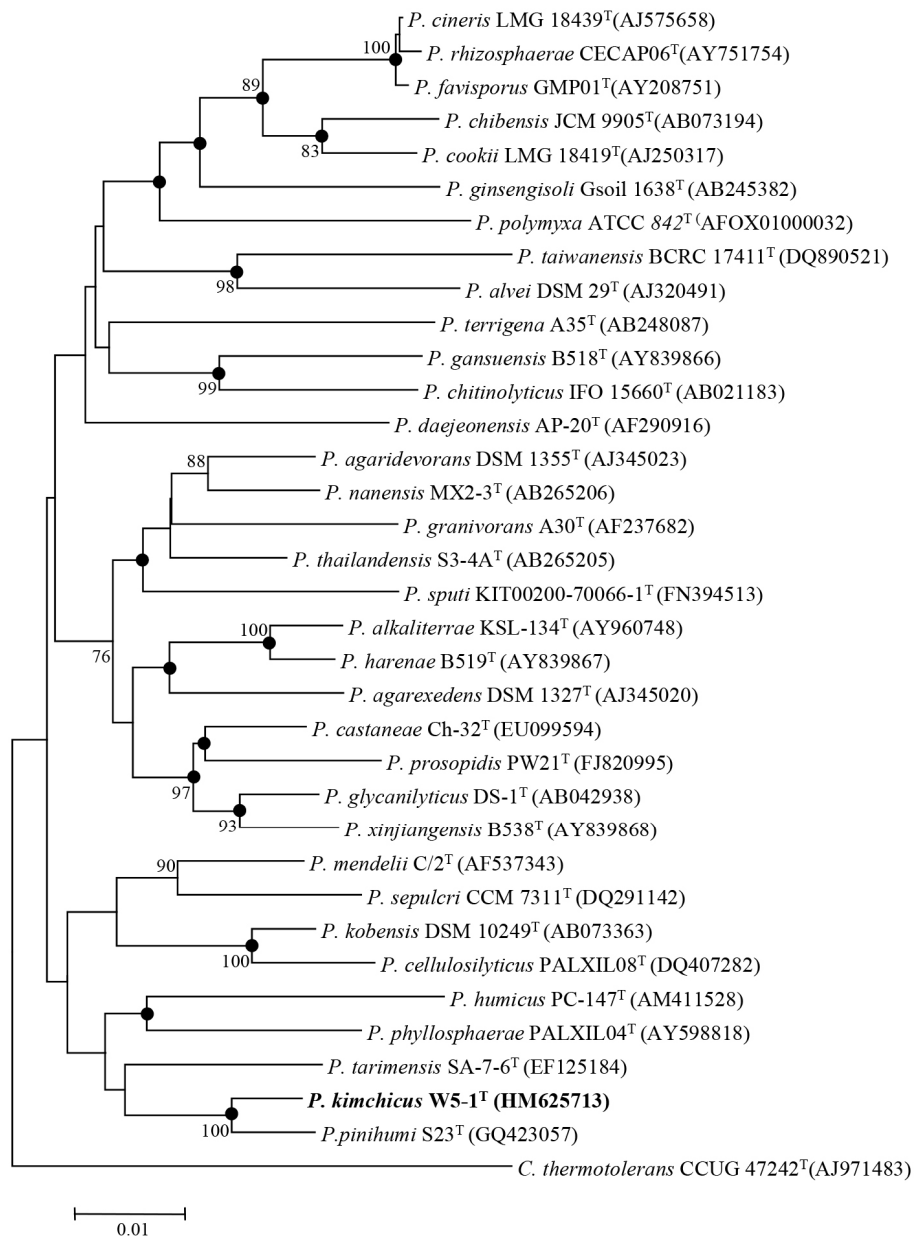 P. cineris LMG 18439T(AJ575658)
100
P. rhizosphaerae CECAP06T(AY751754)
89
P. favisporus GMP01T(AY208751)
P. chibensis JCM 9905T(AB073194)
83
P. cookii LMG 18419T(AJ250317)
P. ginsengisoli Gsoil 1638T (AB245382)
P. polymyxa ATCC 842T (AFOX01000032)
P. taiwanensis BCRC 17411T (DQ890521)
98
P. alvei DSM 29T (AJ320491)
P. terrigena A35T (AB248087)
P. gansuensis B518T (AY839866)
99
P. chitinolyticus IFO 15660T (AB021183)
P. daejeonensis AP-20T (AF290916)
88
P. agaridevorans DSM 1355T (AJ345023)
P. nanensis MX2-3T (AB265206)
P. granivorans A30T (AF237682)
P. thailandensis S3-4AT (AB265205)
P. sputi KIT00200-70066-1T (FN394513)
100
P. alkaliterrae KSL-134T (AY960748)
76
P. harenae B519T (AY839867)
P. agarexedens DSM 1327T (AJ345020)
P. castaneae Ch-32T (EU099594)
P. prosopidis PW21T (FJ820995)
97
P. glycanilyticus DS-1T (AB042938)
93
P. xinjiangensis B538T (AY839868)
90
P. mendelii C/2T (AF537343)
P. sepulcri CCM 7311T (DQ291142)
P. kobensis DSM 10249T (AB073363)
100
P. cellulosilyticus PALXIL08T (DQ407282)
P. humicus PC-147T (AM411528)
P. phyllosphaerae PALXIL04T (AY598818)
P. tarimensis SA-7-6T (EF125184)
P. kimchicus W5-1T (HM625713)
100
P.pinihumi S23T (GQ423057)
C. thermotolerans CCUG 47242T(AJ971483)
0.01